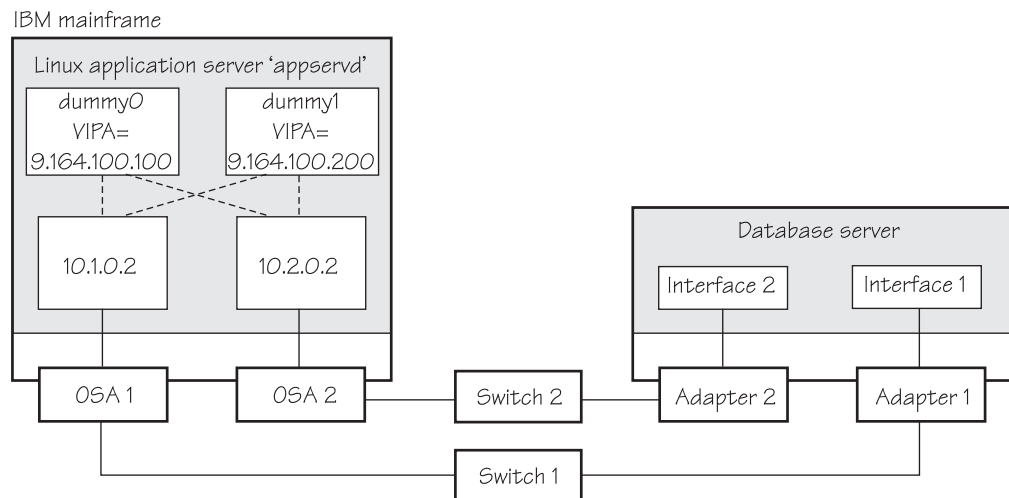 IBM mainframe
Linux application server ‘appservd’
dummy0
VIPA=
9.164.100.100
dummy1
VIPA=
9.164.100.200
10.1.0.2
10.2.0.2
Database server
Interface 2
Interface 1
OSA 1
OSA 2
Switch 2
Adapter 2
Adapter 1
Switch 1